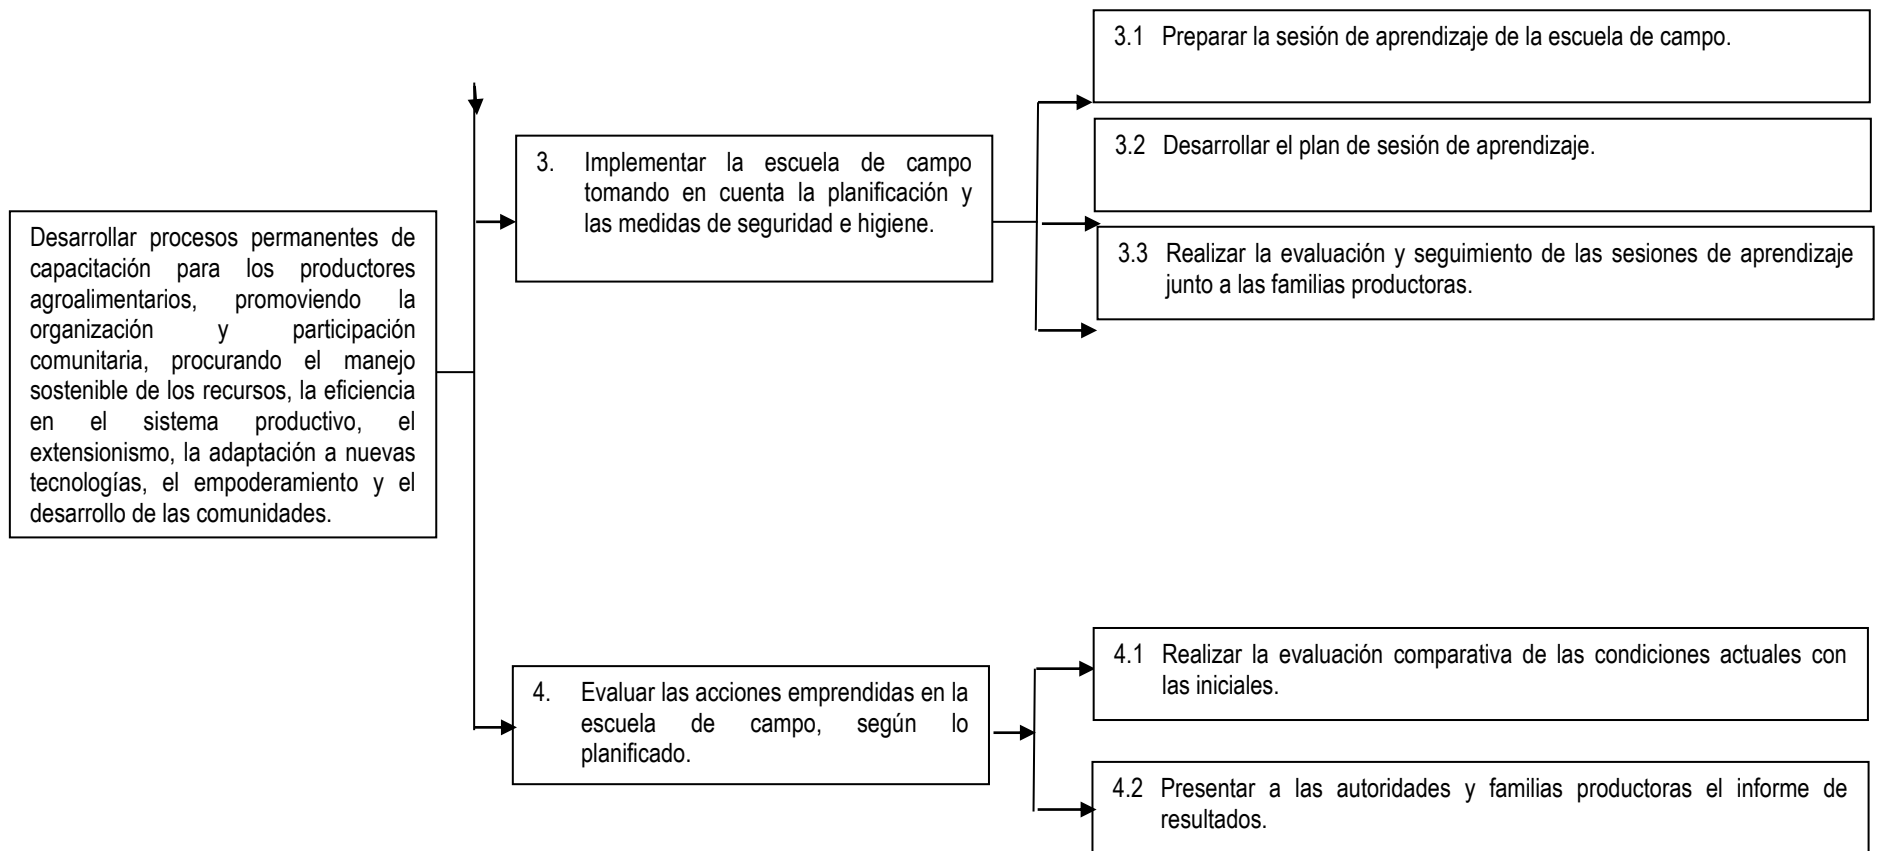 Desarrollar procesos permanentes de
capacitación para los productores
agroalimentarios, promoviendo la
organización y participación
comunitaria, procurando el manejo
sostenible de los recursos, la eficiencia
en el sistema productivo, el
extensionismo, la adaptación a nuevas
tecnologías, el empoderamiento y el
desarrollo de las comunidades.
3. Implementar la escuela de campo
tomando en cuenta la planificación y
las medidas de seguridad e higiene.
3.1 Preparar la sesión de aprendizaje de la escuela de campo.
3.2 Desarrollar el plan de sesión de aprendizaje.
3.3 Realizar la evaluación y seguimiento de las sesiones de aprendizaje
junto a las familias productoras.
4. Evaluar las acciones emprendidas en la
escuela de campo, según lo
planificado.
4.1 Realizar la evaluación comparativa de las condiciones actuales con
las iniciales.
4.2 Presentar a las autoridades y familias productoras el informe de
resultados.